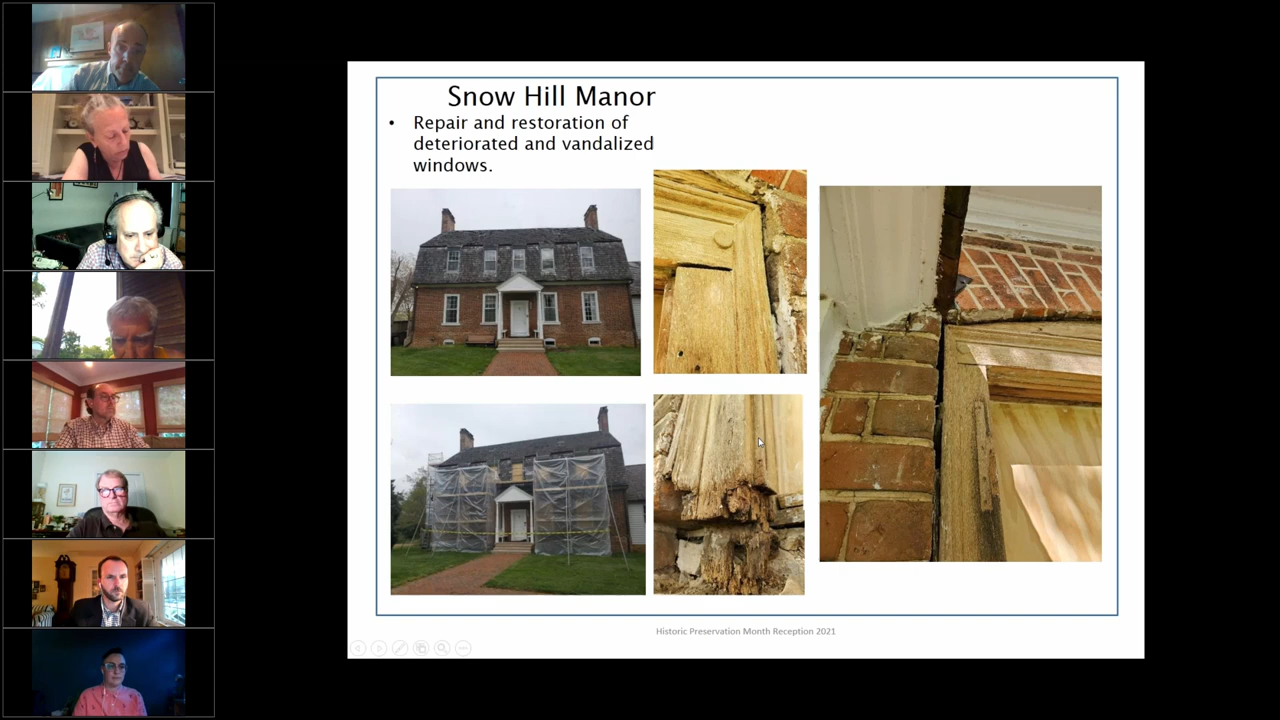 Snow Hill Manor
• Repair and restoration of
deteriorated and vandalized
windows.
Historic Preservation Month Reception 2021